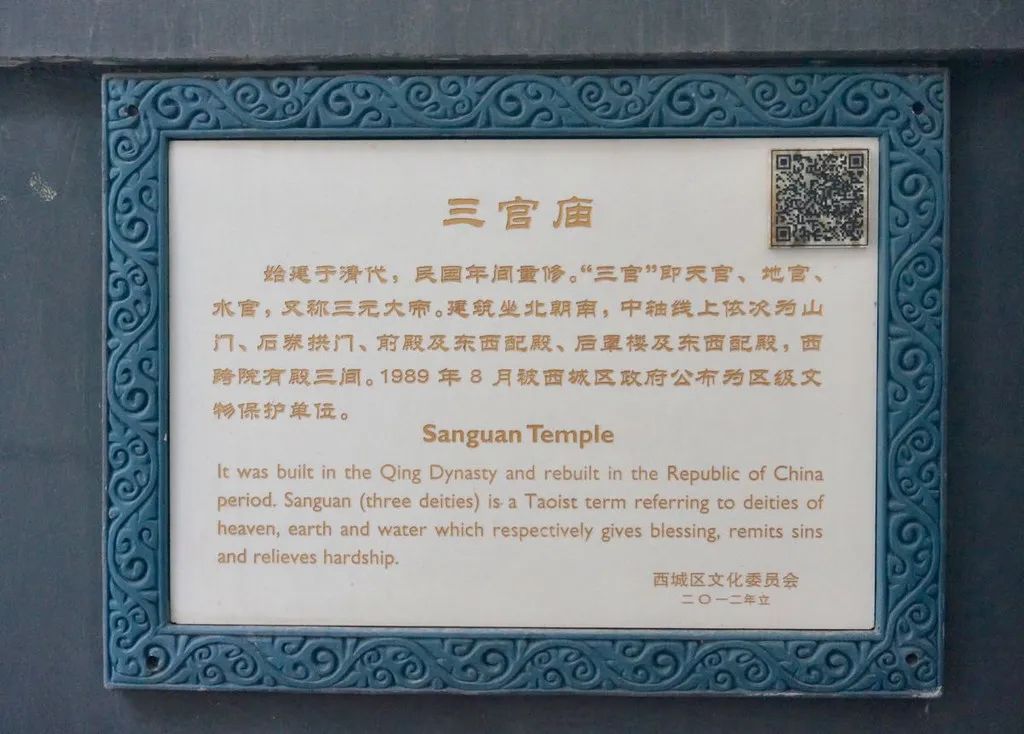 三官庙
始建于清代，民国年间重修。“三官”即天官、地官、
水官，又称三元大帝。建筑坐北朝南，中轴线上依次为山
门、石券拱门、前殿及东西配殿、后罩楼及东西配殿，西
跨院有殿三间。1989 年 8 月被西城区政府公布为区级文
物保护单位。
Sanguan Temple
It was built in the Qing Dynasty and rebuilt in the Republic of China
period. Sanguan (three deities) is a Taoist term referring to deities of
heaven, earth and water which respectively gives blessing, remits sins
and relieves hardship.
西城区文化委员会
二〇一二年立